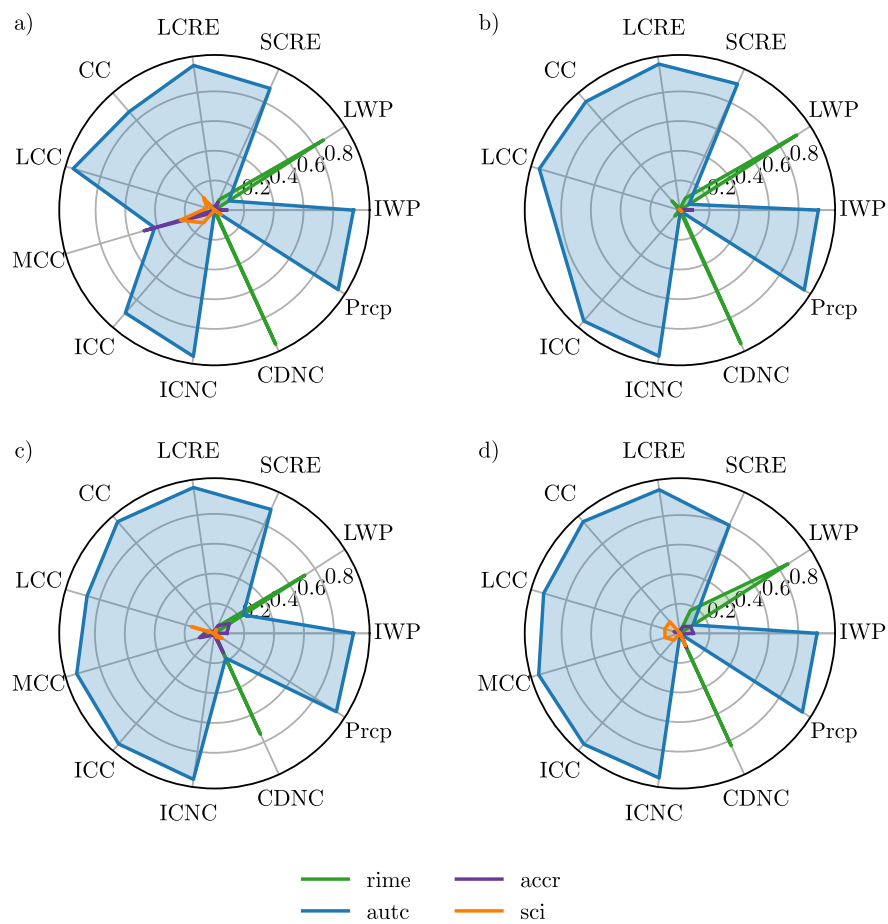 a)
LCRE
SCRE
CC
LWP
LCC
0.2
0.4
0.6
0.8
IWP
MCC
Prcp
ICC
CDNC
ICNC
b)
LCRE
SCRE
CC
LWP
LCC
0.2
0.4
0.6
0.8
IWP
Prcp
ICC
CDNC
ICNC
c)
LCRE
SCRE
CC
LWP
LCC
0.2
0.4
0.6
0.8
IWP
MCC
Prcp
ICC
CDNC
ICNC
d)
LCRE
SCRE
CC
LWP
LCC
0.2
0.4
0.6
0.8
IWP
MCC
Prcp
ICC
CDNC
ICNC
rime
accr
autc
sci